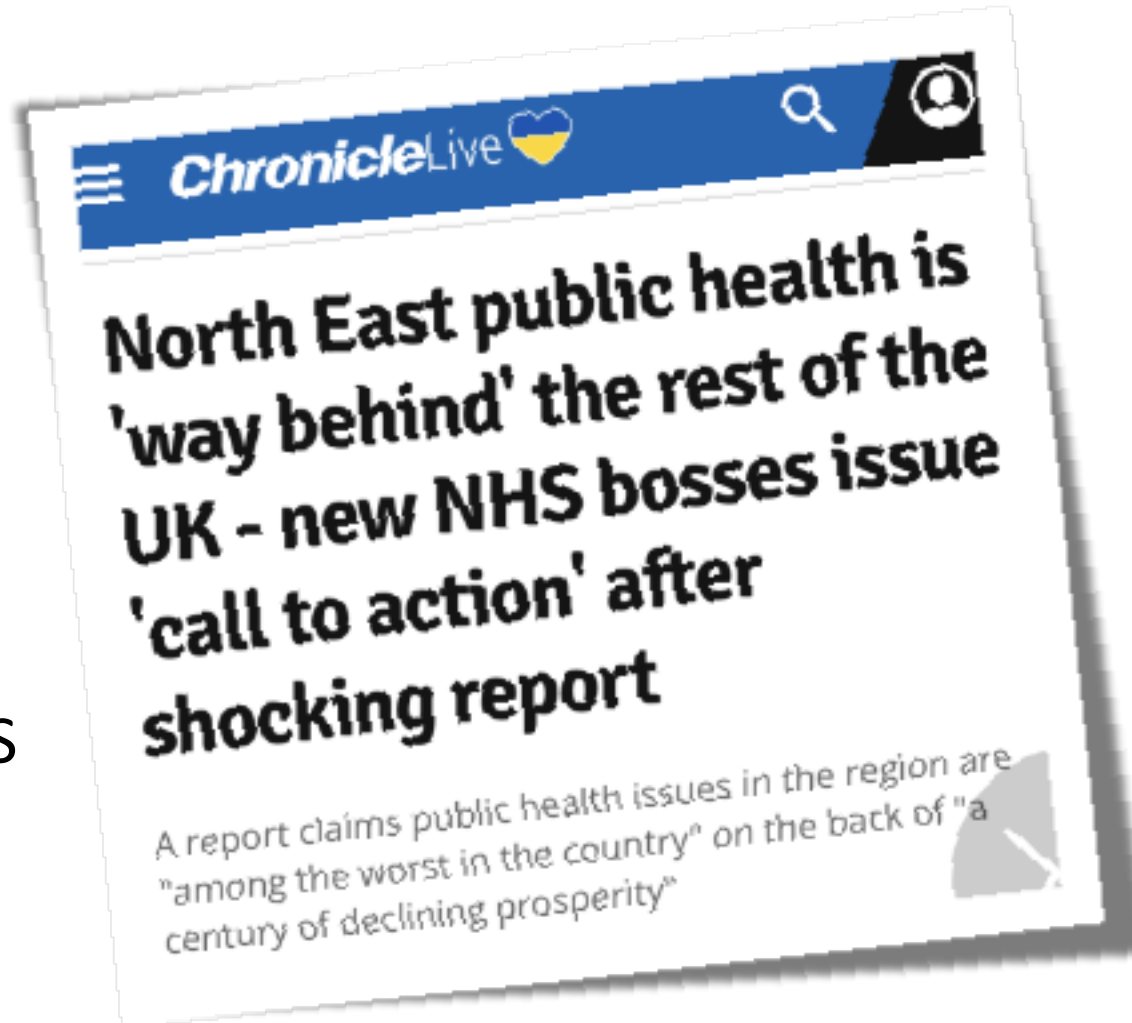 ChronicleLive
North East public health is
'way behind' the rest of the
UK - new NHS bosses issue
'call to action' after
shocking report
s
A report claims public health issues in the region are
"among the worst in the country" on the back of "a
century of declining prosperity"